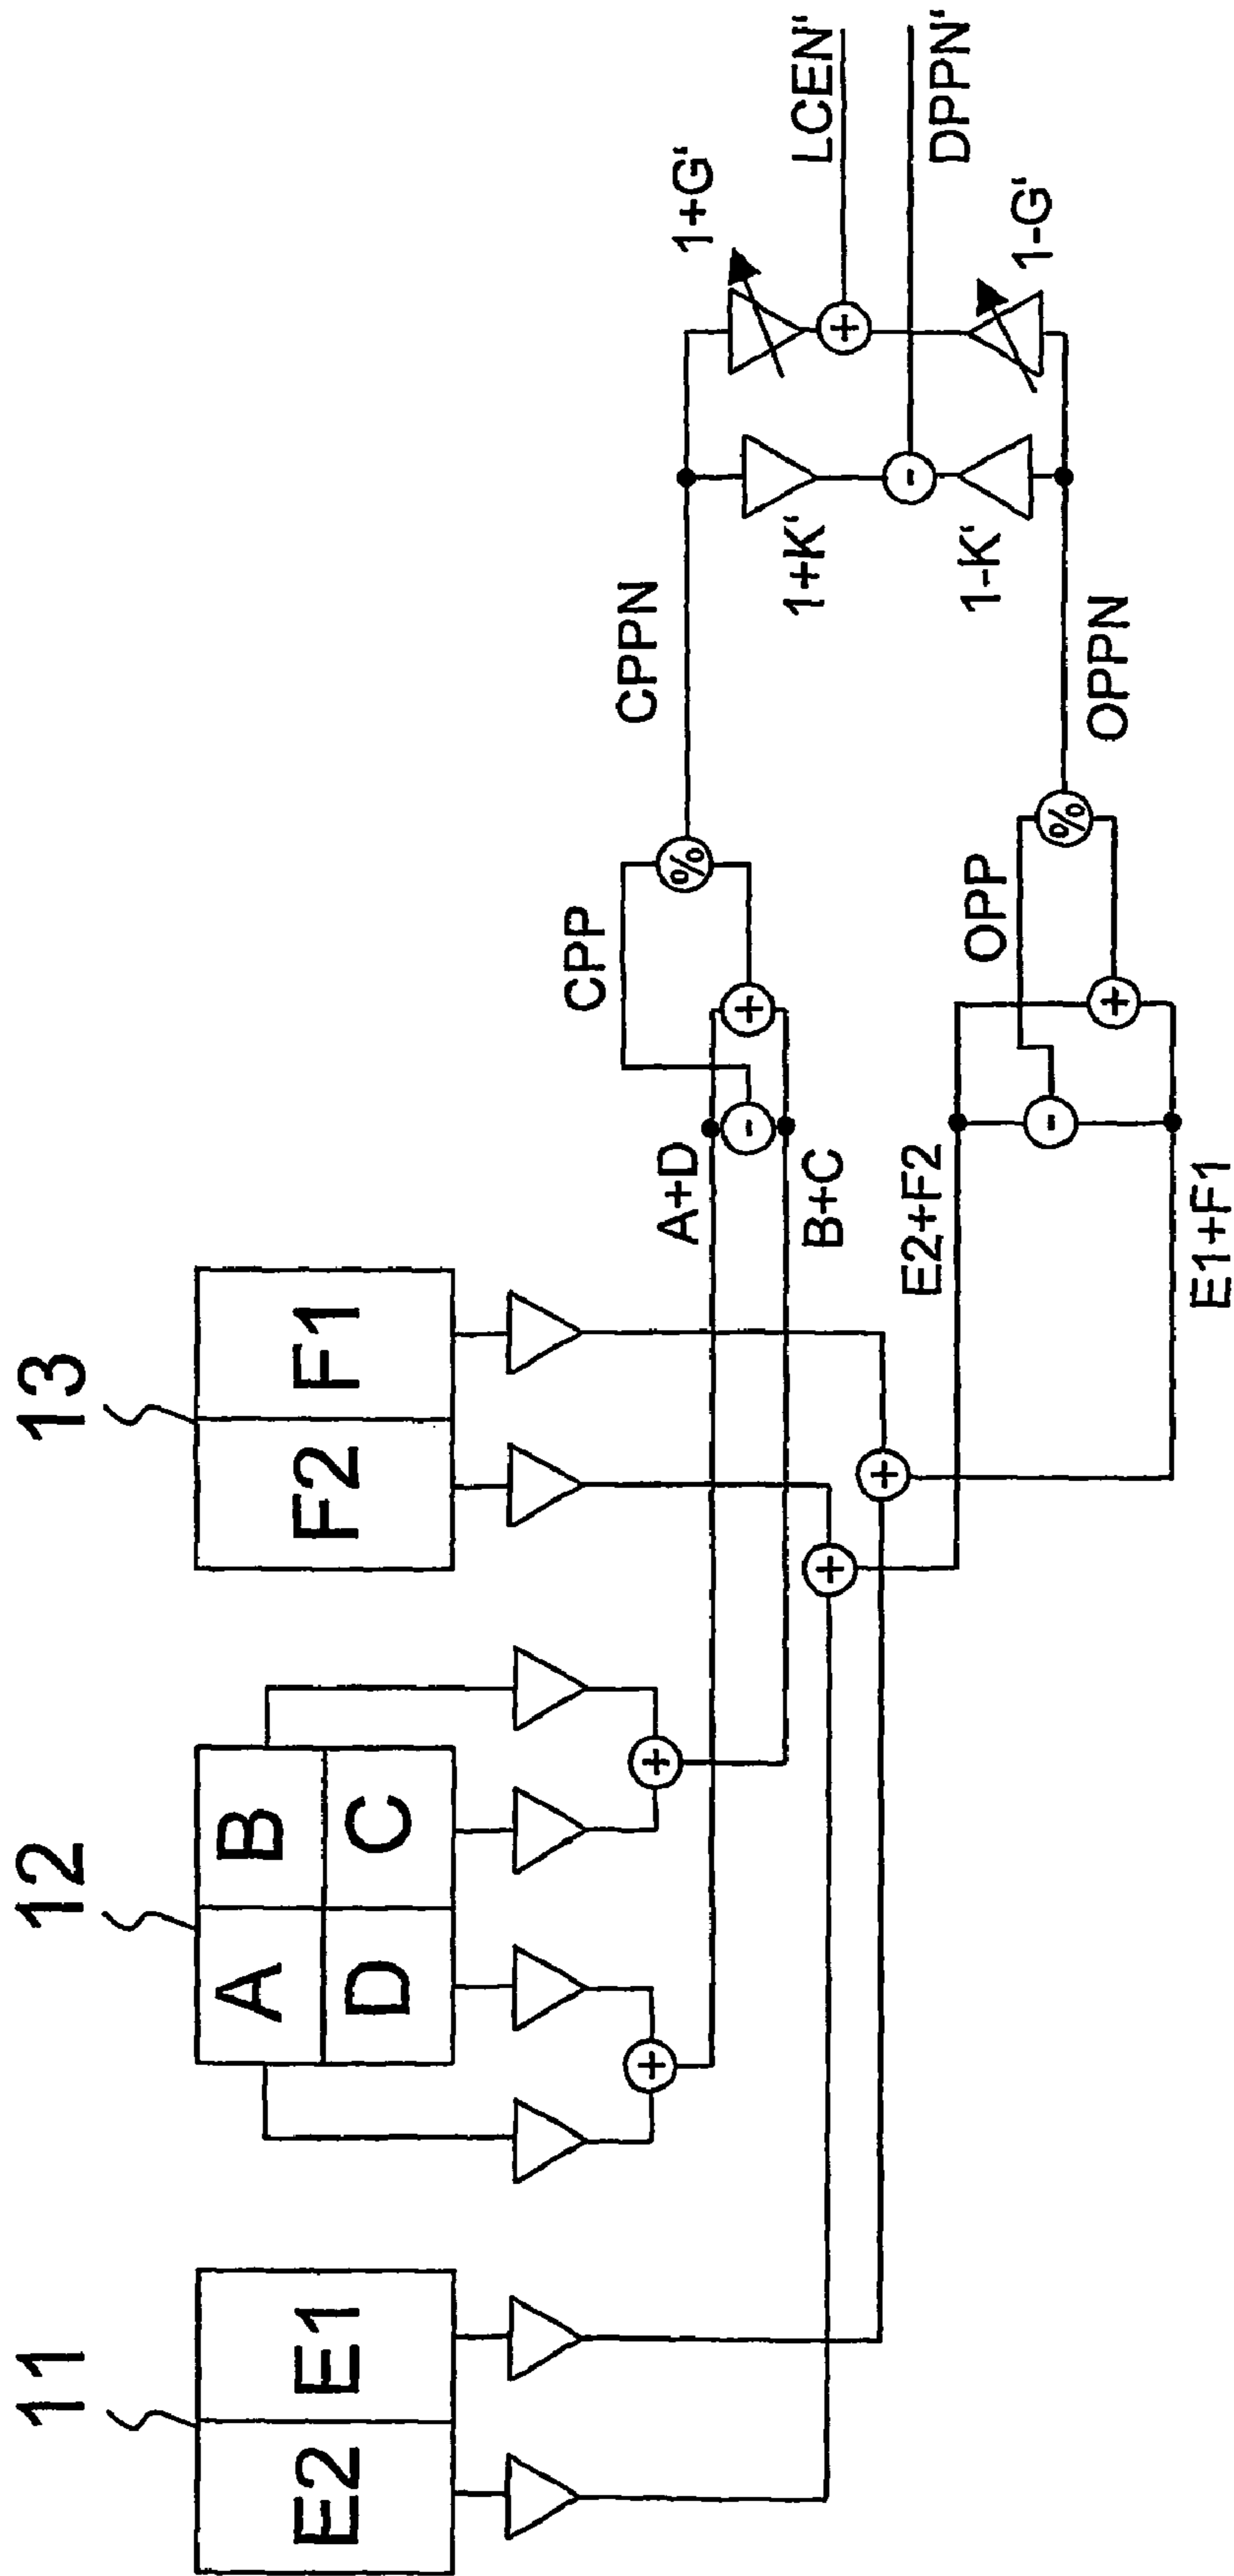 11
12
13
E2
E1
A
B
D
C
F2
F1
+
+
+
+
A+D
B+C
E2+F2
E1+F1
-
+
-
+
CPP
OPP
%
%
CPPN
OPPN
1+K‘
1-K‘
-
+
1+G‘
1-G‘
LCEN‘
DPPN‘